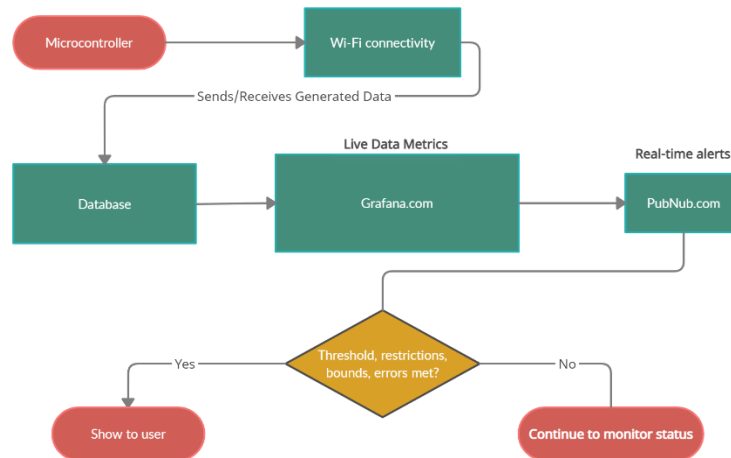 Microcontroller
Wi-Fi connectivity
Sends/Receives Generated Data
Live Data Metrics
Real-time alerts
Database
Grafana.com
PubNub.com
Threshold, restrictions,
bounds, errors met?
Yes
No
Show to user
Continue to monitor status